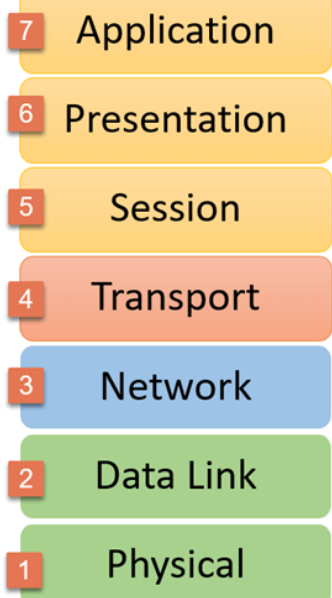 7 Application
6 Presentation
5 Session
4 Transport
3 Network
2 Data Link
1 Physical